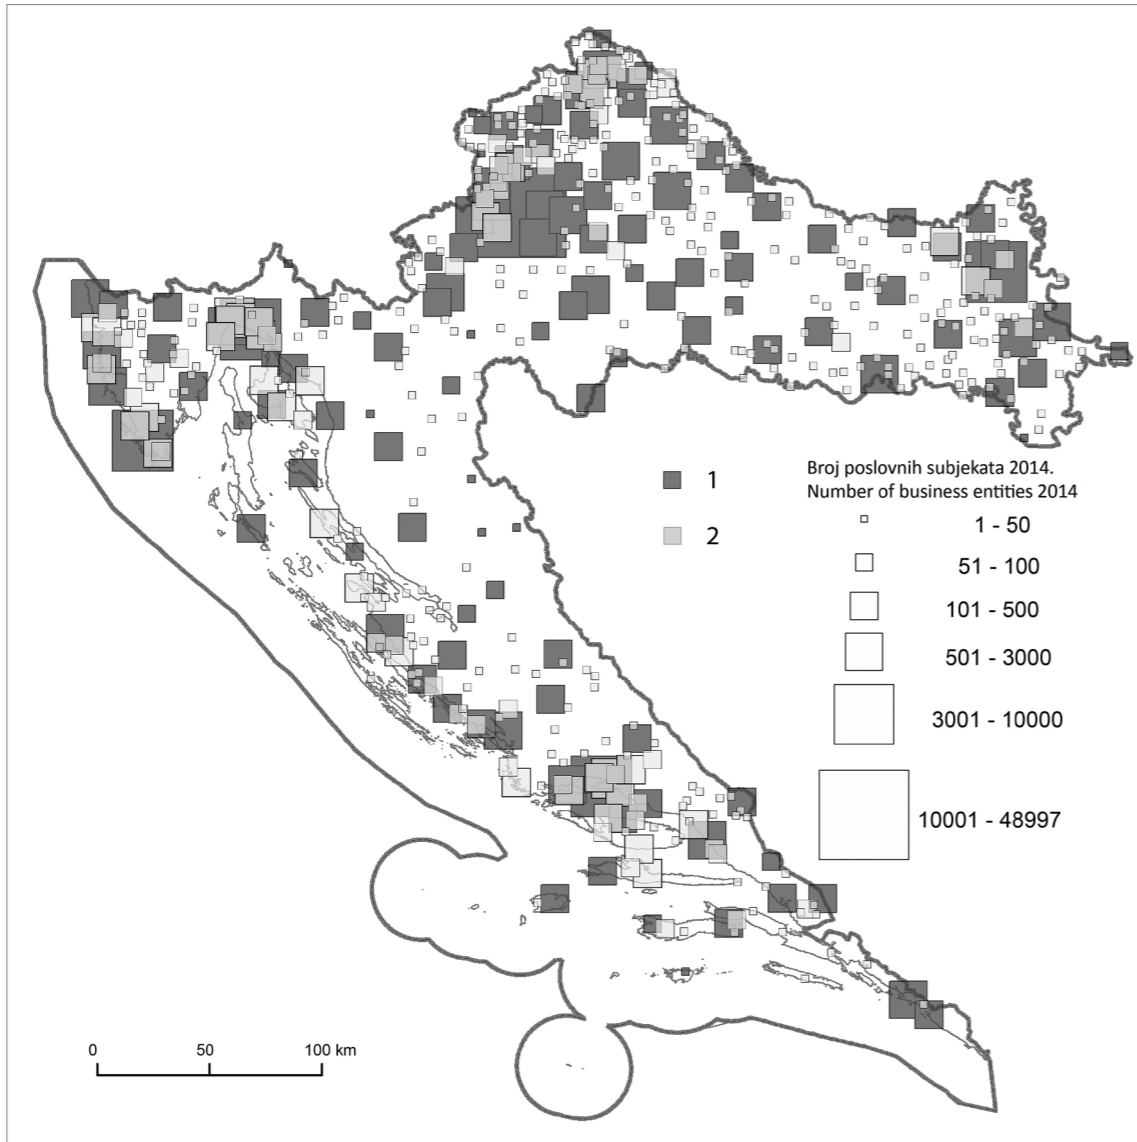 1
2
Broj poslovnih subjekata 2014.
Number of business entities 2014
1 - 50
51 - 100
101 - 500
501 - 3000
3001 - 10000
10001 - 48997
0 50 100 km